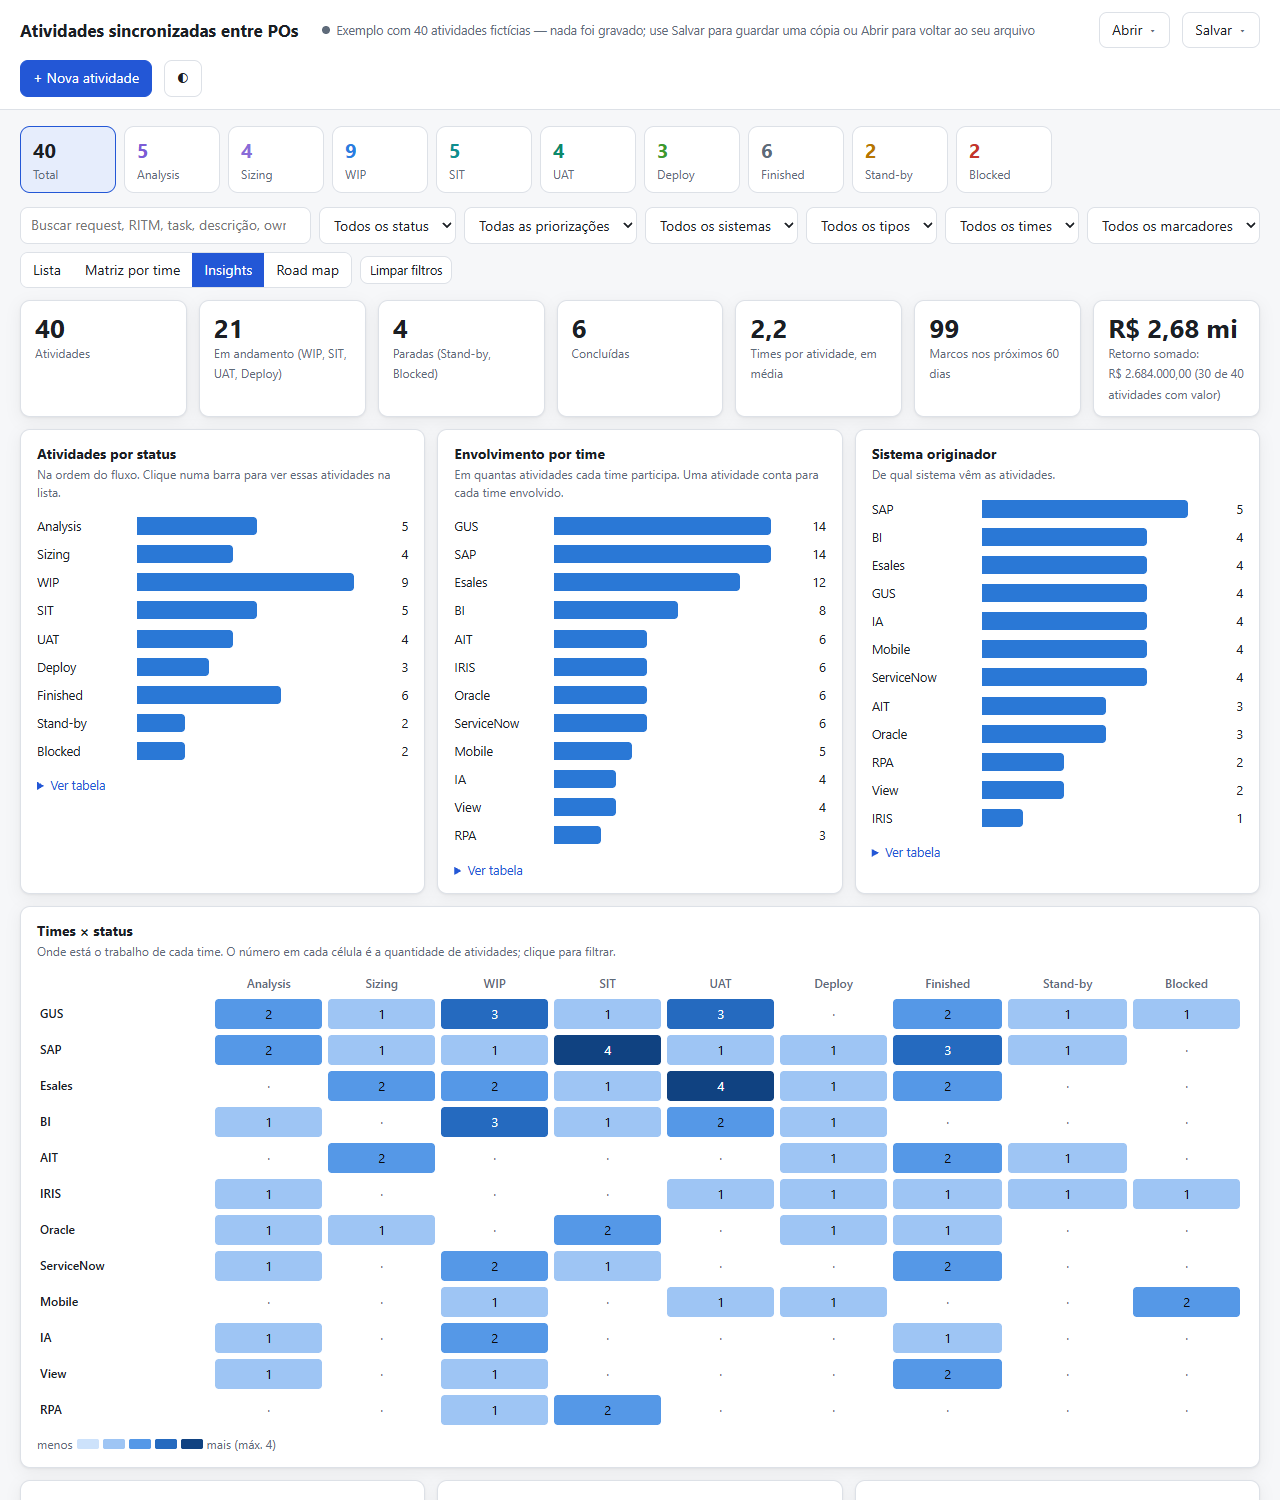 Atividades sincronizadas entre POs
Exemplo com 40 atividades fictícias — nada foi gravado; use Salvar para guardar uma cópia ou Abrir para voltar ao seu arquivo
Abrir
Salvar
+ Nova atividade
40
Total
5
Analysis
4
Sizing
9
WIP
5
SIT
4
UAT
3
Deploy
6
Finished
2
Stand-by
2
Blocked
Buscar request, RITM, task, descrição, owr
Todos os status
Todas as priorizações
Todos os sistemas
Todos os tipos
Todos os times
Todos os marcadores
Lista
Matriz por time
Insights
Road map
Limpar filtros
40
Atividades
21
Em andamento (WIP, SIT,
UAT, Deploy)
4
Paradas (Stand-by,
Blocked)
6
Concluídas
2,2
Times por atividade, em
média
99
Marcos nos próximos 60
dias
R$ 2,68 mi
Retorno somado:
R$ 2.684.000,00 (30 de 40
atividades com valor)
Atividades por status
Na ordem do fluxo. Clique numa barra para ver essas atividades na
lista.
Analysis 5
Sizing 4
WIP 9
SIT 5
UAT 4
Deploy 3
Finished 6
Stand-by 2
Blocked 2
Ver tabela
Envolvimento por time
Em quantas atividades cada time participa. Uma atividade conta para
cada time envolvido.
GUS 14
SAP 14
Esales 12
BI 8
AIT 6
IRIS 6
Oracle 6
ServiceNow 6
Mobile 5
IA 4
View 4
RPA 3
Ver tabela
Sistema originador
De qual sistema vêm as atividades.
SAP 5
BI 4
Esales 4
GUS 4
IA 4
Mobile 4
ServiceNow 4
AIT 3
Oracle 3
RPA 2
View 2
IRIS 1
Ver tabela
Times × status
Onde está o trabalho de cada time. O número em cada célula é a quantidade de atividades; clique para filtrar.
Analysis Sizing WIP SIT UAT Deploy Finished Stand-by Blocked
GUS 2 1 3 1 3 · 2 1 1
SAP 2 1 1 4 1 1 3 1 ·
Esales · 2 2 1 4 1 2 · ·
BI 1 · 3 1 2 1 · · ·
AIT · 2 · · · 1 2 1 ·
IRIS 1 · · · 1 1 1 1 1
Oracle 1 1 · 2 · 1 1 · ·
ServiceNow 1 · 2 1 · · 2 · ·
Mobile · · 1 · 1 1 · · 2
IA 1 · 2 · · · 1 · ·
View 1 · 1 · · · 2 · ·
RPA · · 1 2 · · · · ·
menos mais (máx. 4)